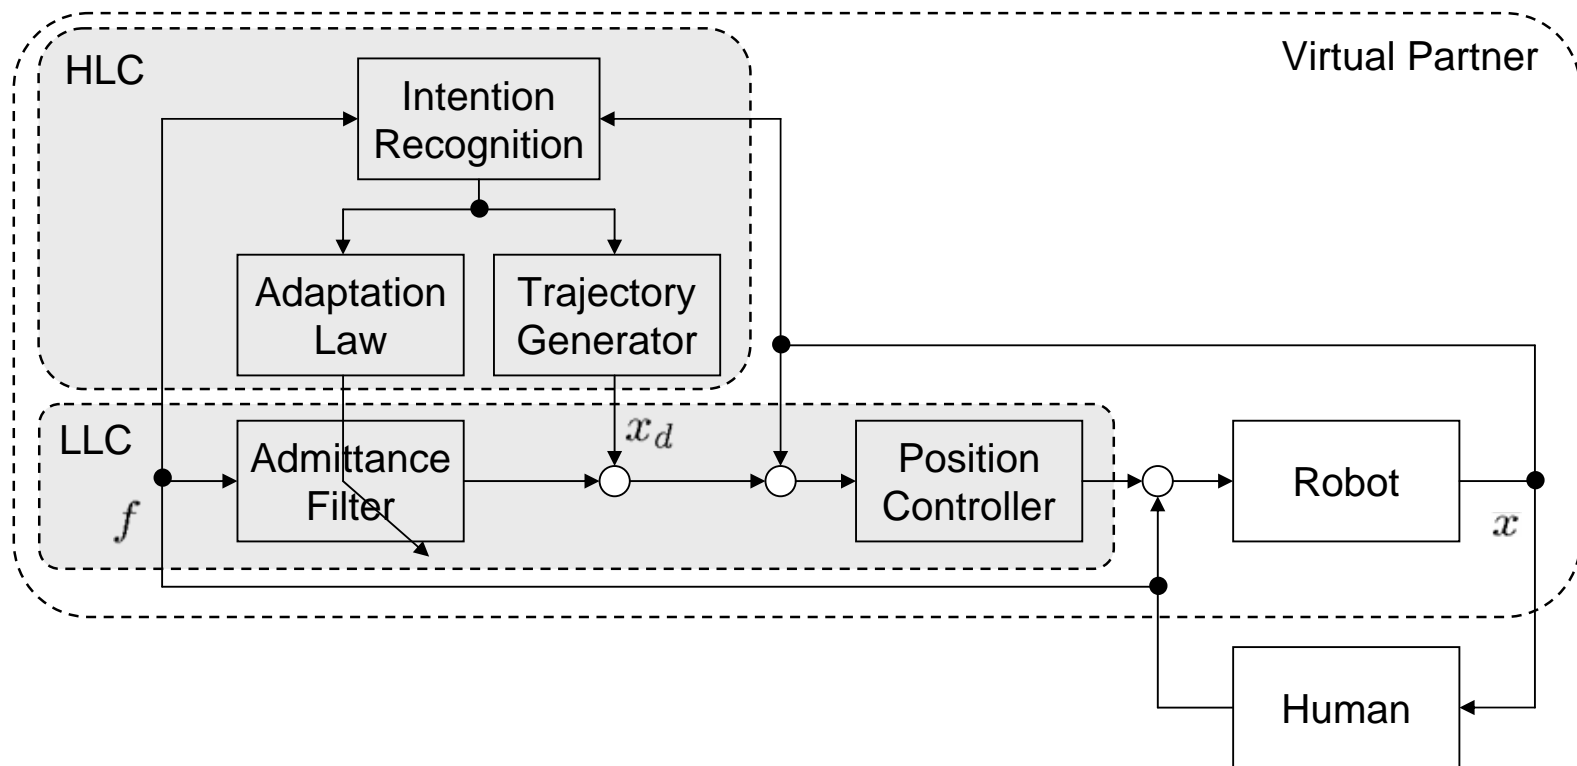 Virtual Partner
HLC
Intention
Recognition
Adaptation
Law
Trajectory
Generator
LLC
x_d
Admittance
Filter
Position
Controller
Robot
f
x
Human